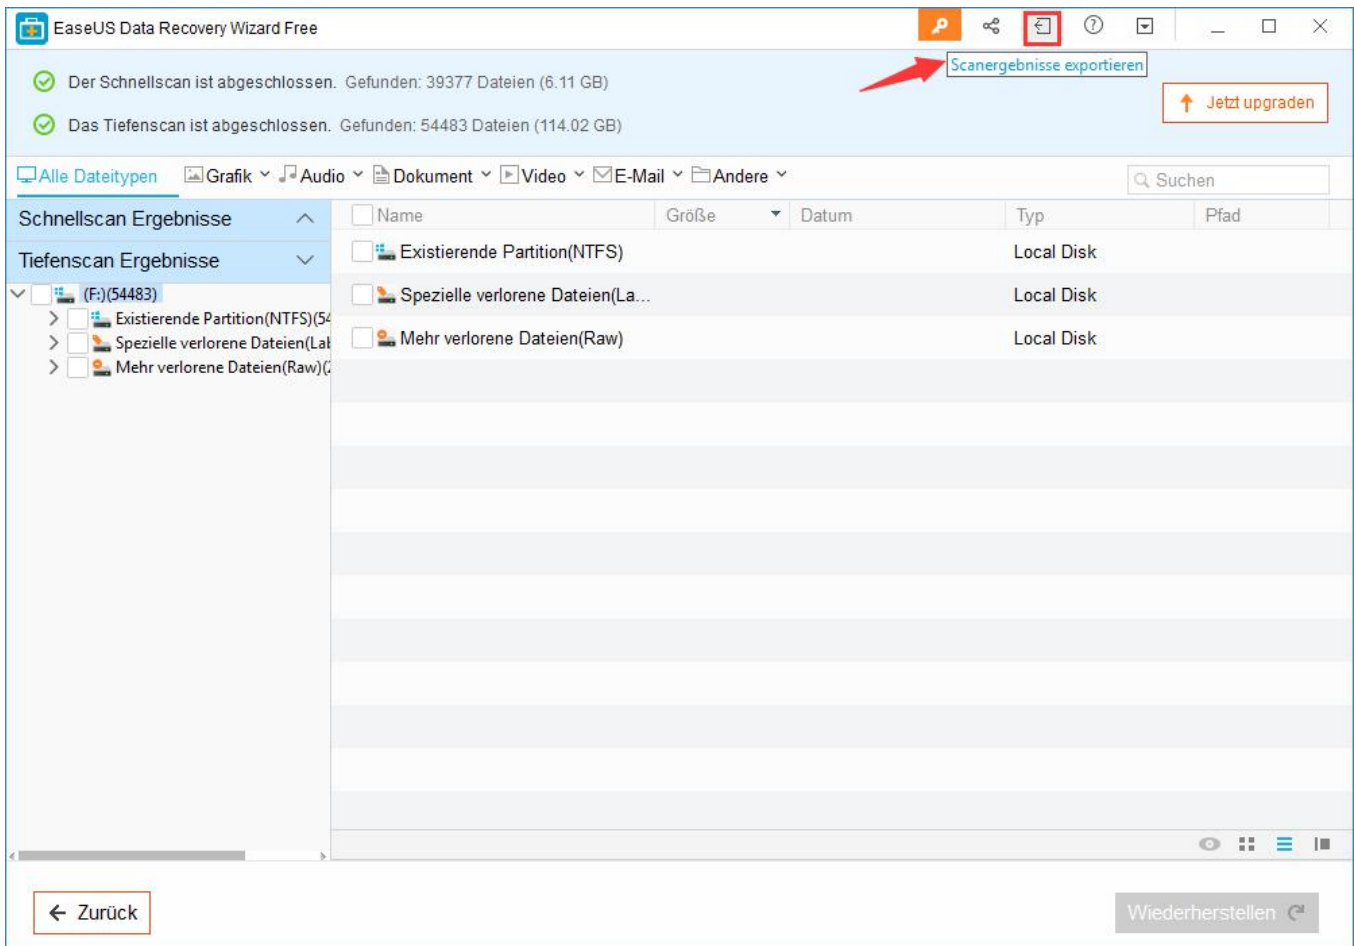 EaseUS Data Recovery Wizard Free
Scanergebnisse exportieren
Der Schnellscan ist abgeschlossen. Gefunden: 39377 Dateien (6.11 GB)
Jetzt upgraden
Das Tiefenscan ist abgeschlossen. Gefunden: 54483 Dateien (114.02 GB)
Alle Dateitypen Grafik Audio Dokument Video E-Mail Andere Suchen
Schnellscan Ergebnisse
Tiefenscan Ergebnisse
(F:)(54483)
Existierende Partition(NTFS)(54
Spezielle verlorene Dateien(Lal
Mehr verlorene Dateien(Raw)(2
Name Größe Datum Typ Pfad
Existierende Partition(NTFS) Local Disk
Spezielle verlorene Dateien(La... Local Disk
Mehr verlorene Dateien(Raw) Local Disk
Zurück
Wiederherstellen